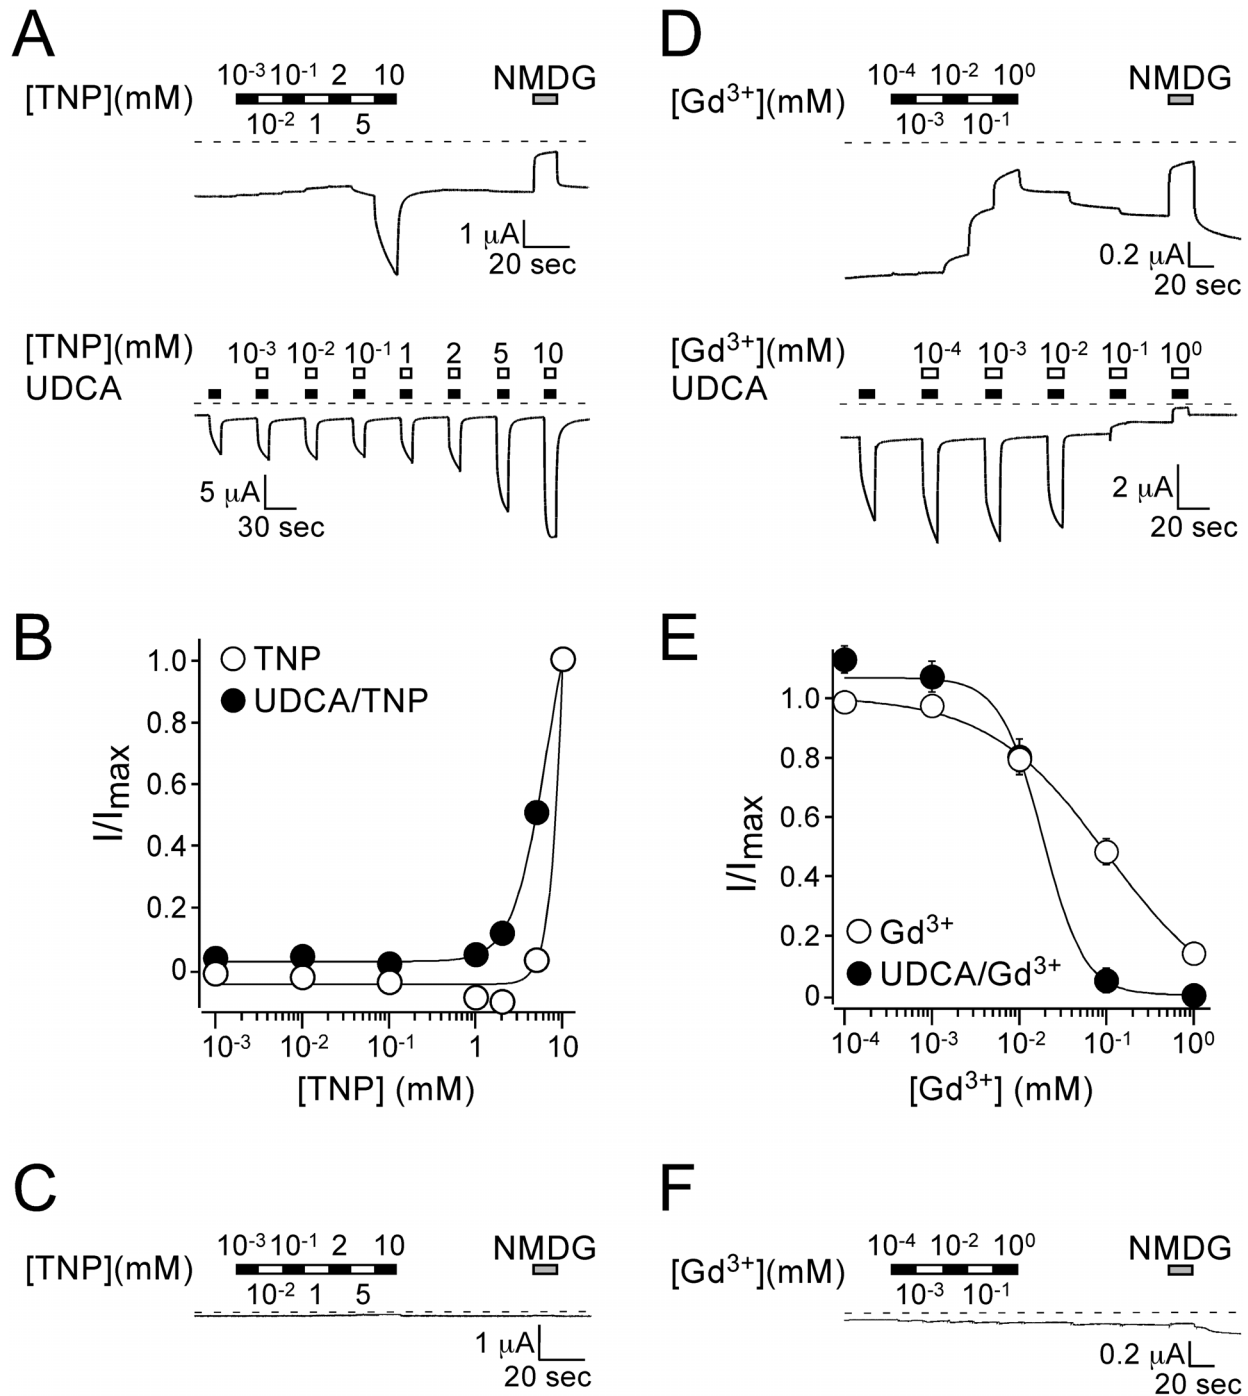 A
10⁻³ 10⁻¹ 2 10
NMDG
[TNP](mM)
10⁻² 1 5
1 μA
20 sec
[TNP](mM)
10⁻³ 10⁻² 10⁻¹ 1 2 5 10
UDCA
5 μA
30 sec
D
10⁻⁴ 10⁻² 10⁰
NMDG
[Gd³⁺](mM)
10⁻³ 10⁻¹
0.2 μA
20 sec
[Gd³⁺](mM)
10⁻⁴ 10⁻³ 10⁻² 10⁻¹ 10⁰
UDCA
2 μA
20 sec
B
TNP
UDCA/TNP
I/Imax
1.0
0.8
0.6
0.4
0.2
0
10⁻³ 10⁻² 10⁻¹ 1 10
[TNP] (mM)
E
I/Imax
1.0
0.8
0.6
0.4
0.2
0
Gd³⁺
UDCA/Gd³⁺
10⁻⁴ 10⁻³ 10⁻² 10⁻¹ 10⁰
[Gd³⁺] (mM)
C
10⁻³ 10⁻¹ 2 10
NMDG
[TNP](mM)
10⁻² 1 5
1 μA
20 sec
F
10⁻⁴ 10⁻² 10⁰
NMDG
[Gd³⁺](mM)
10⁻³ 10⁻¹
0.2 μA
20 sec